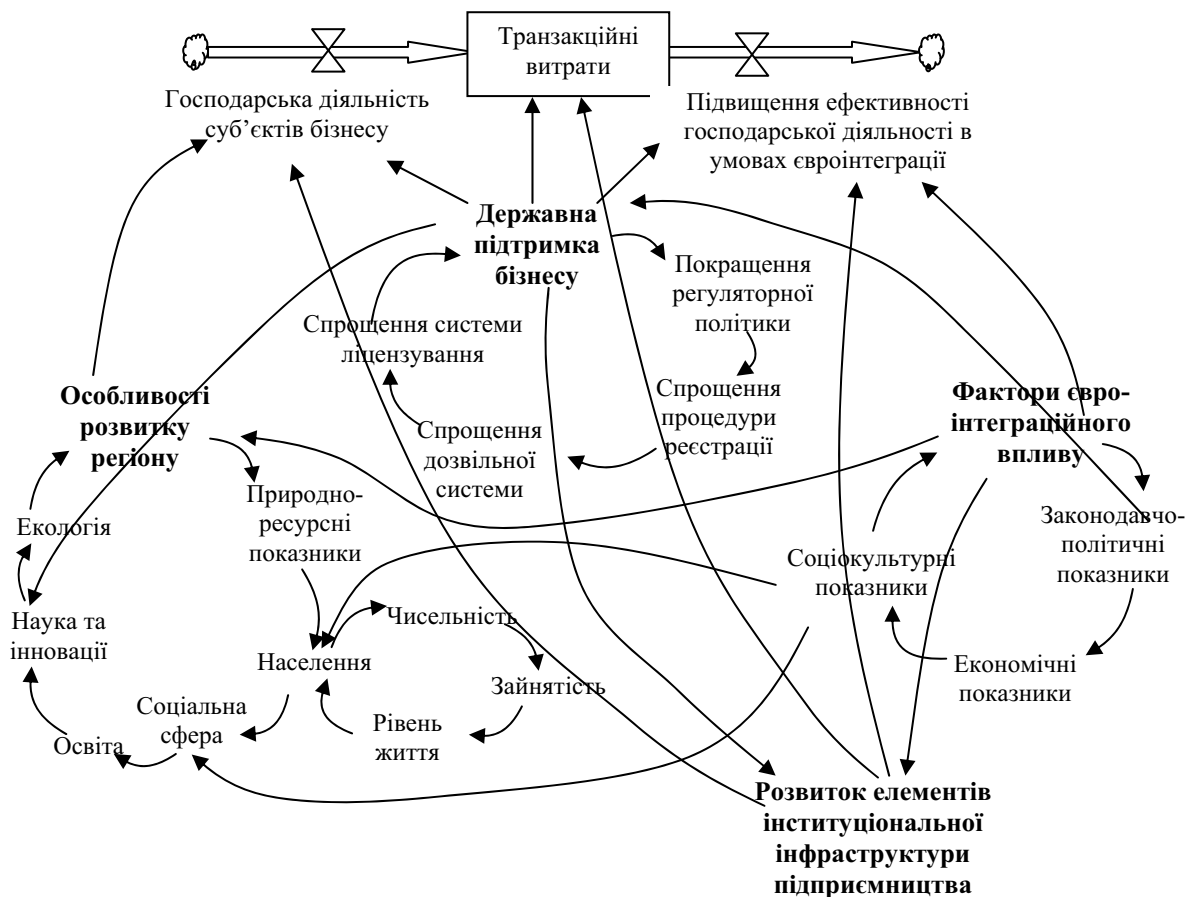 Транзакційні
витрати
Господарська діяльність
суб’єктів бізнесу
Підвищення ефективності
господарської діяльності в
умовах євроінтеграції
Державна
підтримка
бізнесу
Покращення
регуляторної
політики
Спрощення системи
ліцензування
Особливості
розвитку
регіону
Спрощення
процедури
реєстрації
Фактори євро-
інтеграційного
впливу
Спрощення
дозвільної
системи
Природно-
ресурсні
показники
Екологія
Законодавчо-
політичні
показники
Соціокультурні
показники
Наука та
інновації
Чисельність
Населення
Зайнятість
Економічні
показники
Соціальна
сфера
Рівень
життя
Освіта
Розвиток елементів
інституціональної
інфраструктури
підприємництва